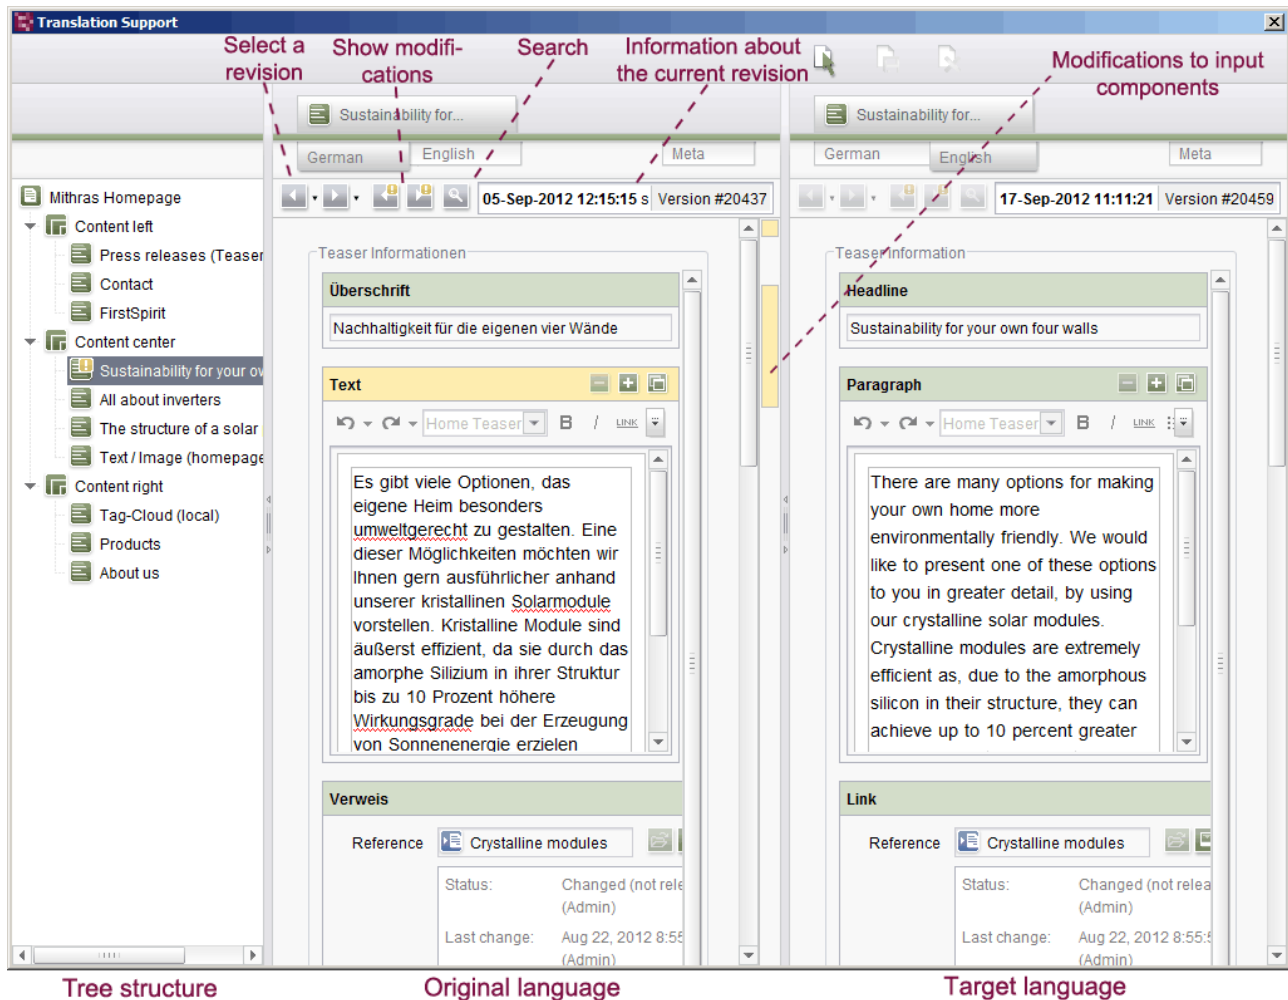 Translation Support
Select a
revision
Show modifi-
cations
Search
Information about
the current revision
Modifications to input
components
Sustainability for...
German
English
Meta
05-Sep-2012 12:15:15 s
Version #20437
Sustainability for...
German
English
Meta
17-Sep-2012 11:11:21
Version #20459
Mithras Homepage
Content left
Press releases (Teaser
Contact
FirstSpirit
Content center
Sustainability for your ov
All about inverters
The structure of a solar
Text / Image (homepage
Content right
Tag-Cloud (local)
Products
About us
Teaser Informationen
Überschrift
Nachhaltigkeit für die eigenen vier Wände
Text
Home Teaser
B
I
LINK
Es gibt viele Optionen, das
eigene Heim besonders
umweltgerecht zu gestalten. Eine
dieser Möglichkeiten möchten wir
Ihnen gern ausführlicher anhand
unserer kristallinen Solarmodule
vorstellen. Kristalline Module sind
äußerst effizient, da sie durch das
amorphe Silizium in ihrer Struktur
bis zu 10 Prozent höhere
Wirkungsgrade bei der Erzeugung
von Sonnenenergie erzielen
Verweis
Reference
Crystalline modules
Status:
Changed (not rele
(Admin)
Last change:
Aug 22, 2012 8:55
(Admin)
Teaser Information
Headline
Sustainability for your own four walls
Paragraph
Home Teaser
B
I
LINK
There are many options for making
your own home more
environmentally friendly. We would
like to present one of these options
to you in greater detail, by using
our crystalline solar modules.
Crystalline modules are extremely
efficient as, due to the amorphous
silicon in their structure, they can
achieve up to 10 percent greater
Link
Reference
Crystalline modules
Status:
Changed (not relea
(Admin)
Last change:
Aug 22, 2012 8:55:5
(Admin)
Tree structure
Original language
Target language